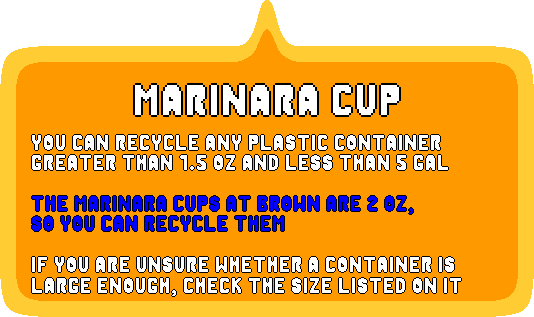 MARINARA CUP
YOU CAN RECYCLE ANY PLASTIC CONTAINER
GREATER THAN 1.5 OZ AND LESS THAN 5 GAL
THE MARINARA CUPS AT BROWN ARE 2 OZ,
SO YOU CAN RECYCLE THEM
IF YOU ARE UNSURE WHETHER A CONTAINER IS
LARGE ENOUGH, CHECK THE SIZE LISTED ON IT